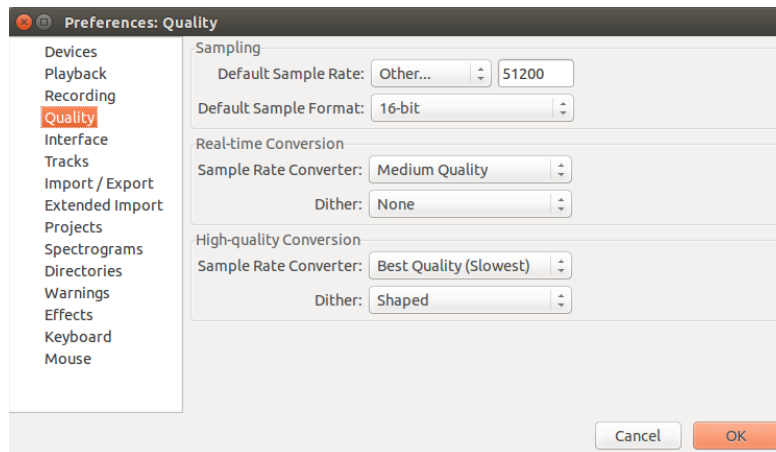 Preferences: Quality
Devices
Playback
Recording
Quality
Interface
Tracks
Import / Export
Extended Import
Projects
Spectrograms
Directories
Warnings
Effects
Keyboard
Mouse
Sampling
Default Sample Rate: Other... 51200
Default Sample Format: 16-bit
Real-time Conversion
Sample Rate Converter: Medium Quality
Dither: None
High-quality Conversion
Sample Rate Converter: Best Quality (Slowest)
Dither: Shaped
Cancel OK